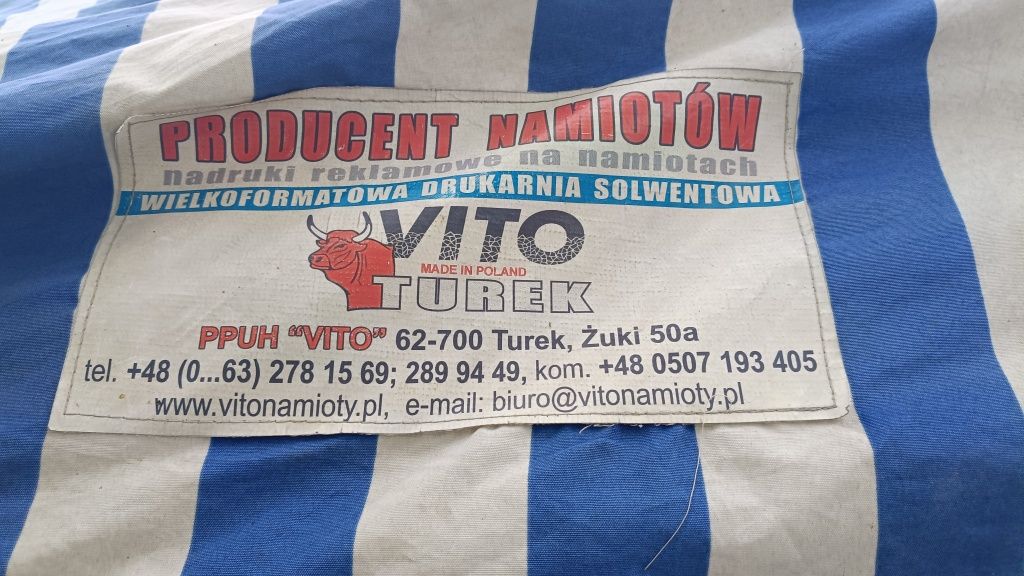 PRODUCENT NAMIOTÓW
nadruki reklamowe na namiotach
WIELKOFORMATOWA DRUKARNIA SOLWENTOWA
VITO
MADE IN POLAND
TUREK
PPUH "VITO" 62-700 Turek, Żuki 50a
tel. +48 (0...63) 278 15 69; 289 94 49, kom. +48 0507 193 405
www.vitonamioty.pl, e-mail: biuro@vitonamioty.pl